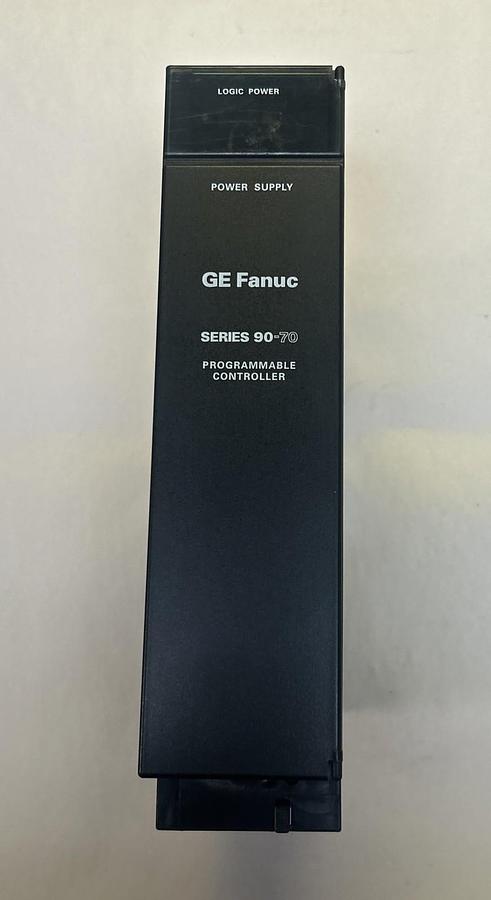 LOGIC POWER
POWER SUPPLY
GE Fanuc
SERIES 90-70
PROGRAMMABLE
CONTROLLER